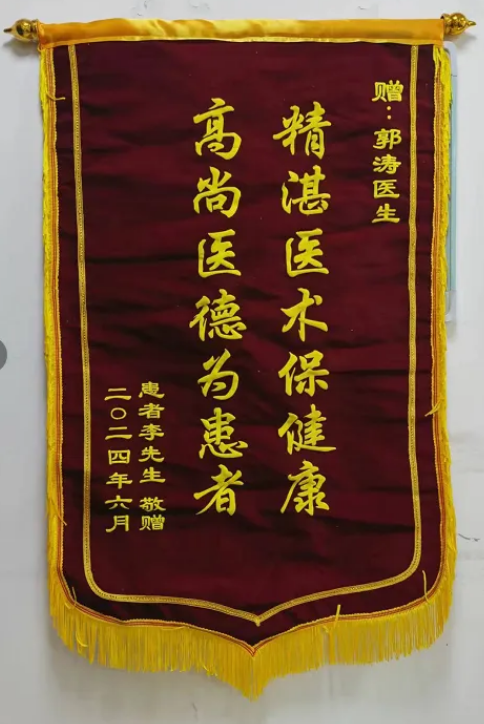 赠：郭涛医生
精湛医术保健康
高尚医德为患者
患者李先生 敬赠
二〇二四年六月